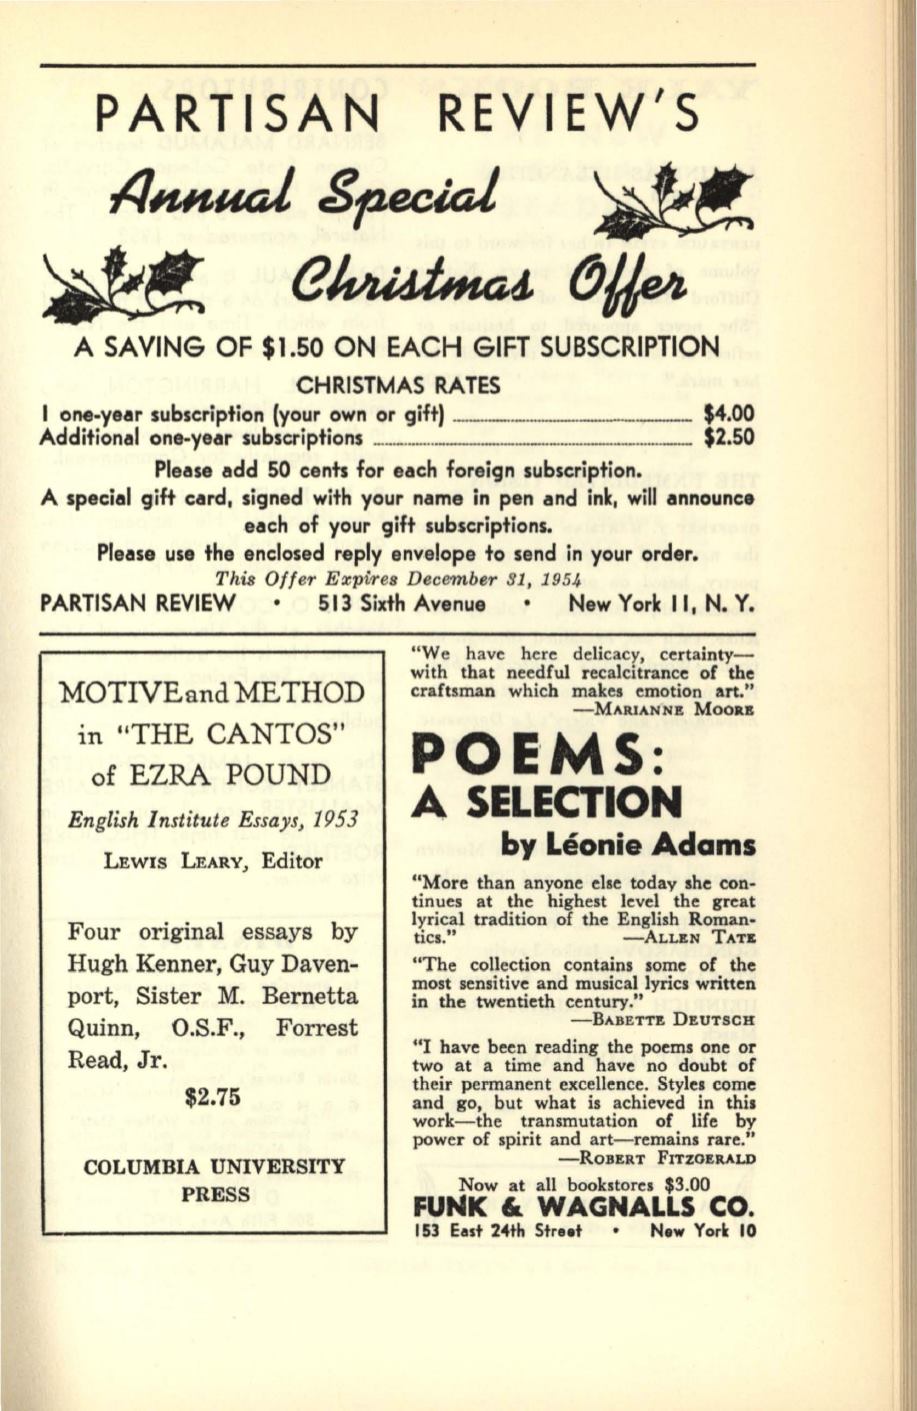 PARTISAN REVIEW'S
Annual Special
Christmas Offer
A SAVING OF $1.50 ON EACH GIFT SUBSCRIPTION
CHRISTMAS RATES
1 one-year subscription (your own or gift) $4.00
Additional one-year subscriptions $2.50
Please add 50 cents for each foreign subscription.
A special gift card, signed with your name in pen and ink, will announce
each of your gift subscriptions.
Please use the enclosed reply envelope to send in your order.
This Offer Expires December 31, 1954
PARTISAN REVIEW • 513 Sixth Avenue • New York 11, N. Y.
MOTIVE and METHOD
in "THE CANTOS"
of EZRA POUND
English Institute Essays, 1953
LEWIS LEARY, Editor
Four original essays by
Hugh Kenner, Guy Daven-
port, Sister M. Bernetta
Quinn, O.S.F., Forrest
Read, Jr.
$2.75
COLUMBIA UNIVERSITY
PRESS
"We have here delicacy, certainty—
with that needful recalcitrance of the
craftsman which makes emotion art."
—MARIANNE MOORE
POEMS:
A SELECTION
by Léonie Adams
"More than anyone else today she con-
tinues at the highest level the great
lyrical tradition of the English Roman-
tics." —ALLEN TATE
"The collection contains some of the
most sensitive and musical lyrics written
in the twentieth century."
—BABETTE DEUTSCH
"I have been reading the poems one or
two at a time and have no doubt of
their permanent excellence. Styles come
and go, but what is achieved in this
work—the transmutation of life by
power of spirit and art—remains rare."
—ROBERT FITZGERALD
Now at all bookstores $3.00
FUNK & WAGNALLS CO.
153 East 24th Street • New York 10